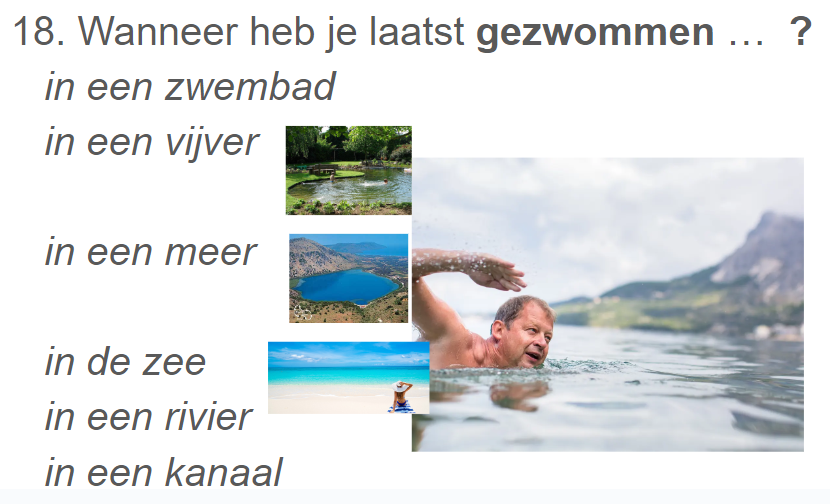 18. Wanneer heb je laatst gezwommen … ?
in een zwembad
in een vijver
in een meer
in de zee
in een rivier
in een kanaal